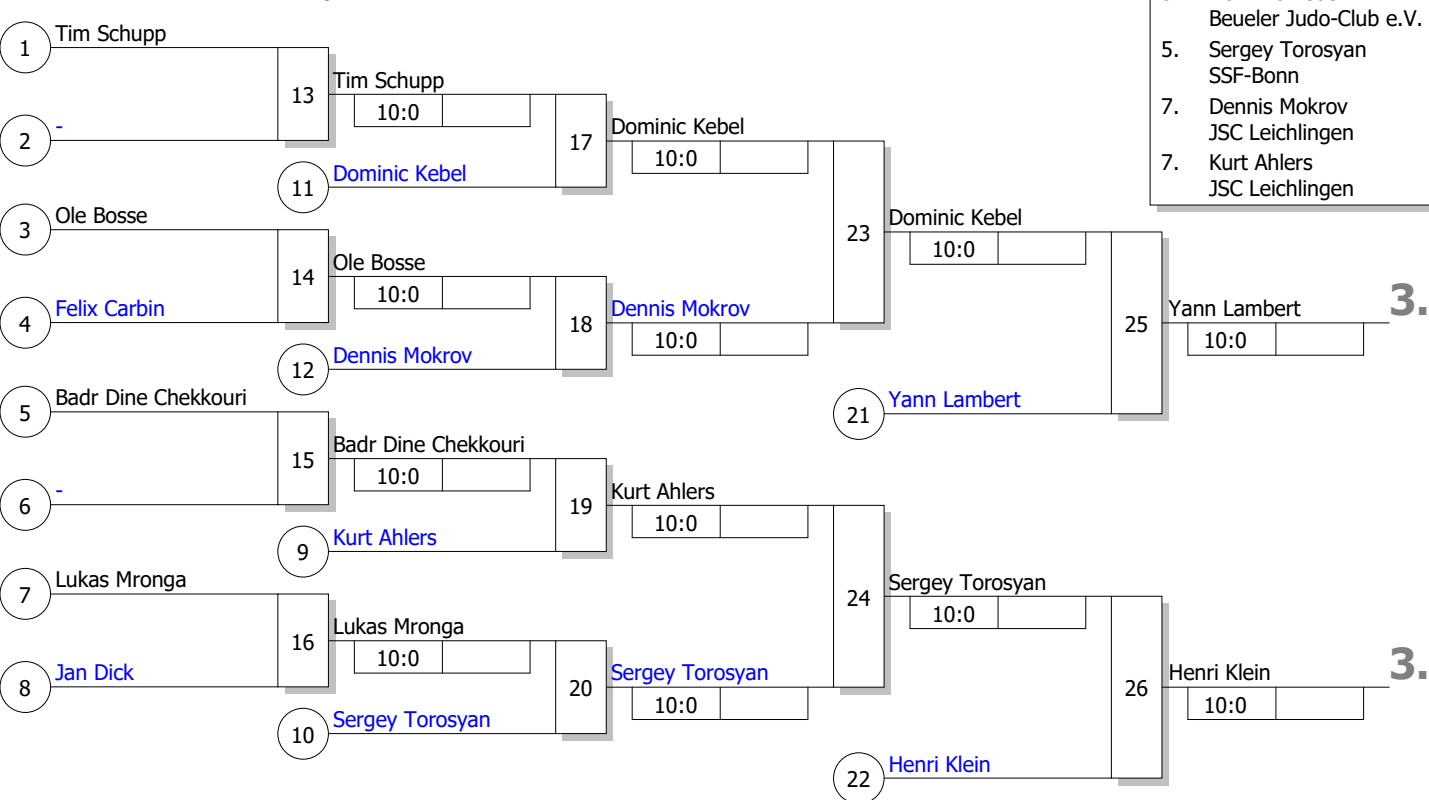 Beueler Judo-Club e.V.
5. Sergey Torosyan
SSF-Bonn
7. Dennis Mokrov
JSC Leichlingen
7. Kurt Ahlers
JSC Leichlingen
1 Tim Schupp
2 -
13 Tim Schupp
10:0
11 Dominic Kebel
17 Dominic Kebel
10:0
3 Ole Bosse
4 Felix Carbin
14 Ole Bosse
10:0
12 Dennis Mokrov
18 Dennis Mokrov
10:0
23 Dominic Kebel
10:0
21 Yann Lambert
25 Yann Lambert
10:0
3.
5 Badr Dine Chekkouri
6 -
15 Badr Dine Chekkouri
10:0
9 Kurt Ahlers
19 Kurt Ahlers
10:0
7 Lukas Mronga
8 Jan Dick
16 Lukas Mronga
10:0
10 Sergey Torosyan
20 Sergey Torosyan
10:0
24 Sergey Torosyan
10:0
22 Henri Klein
26 Henri Klein
10:0
3.